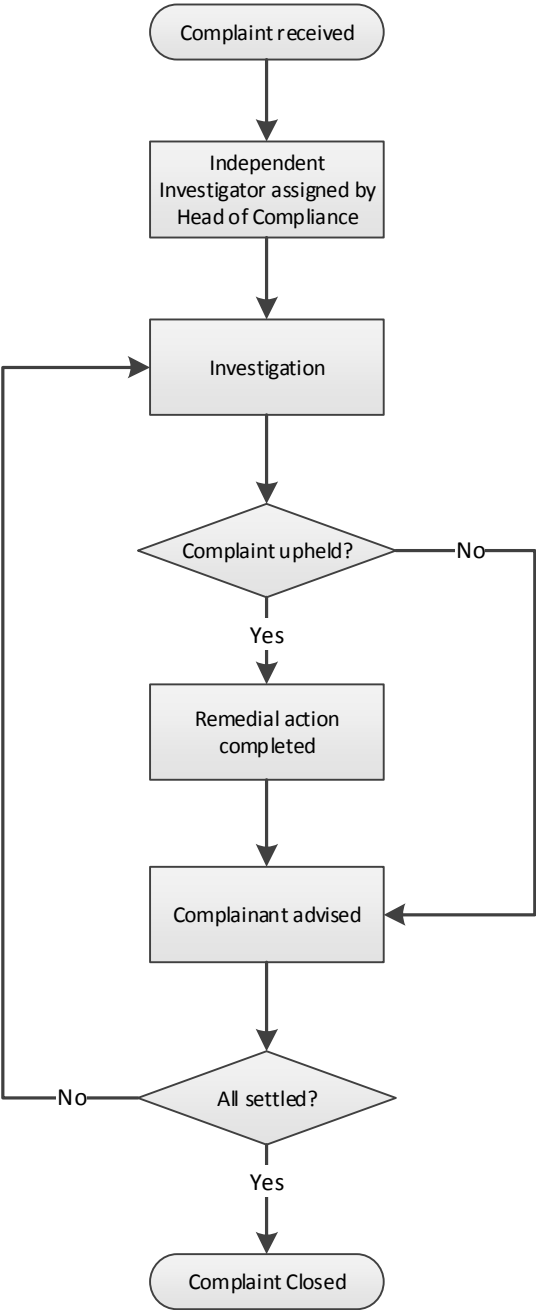 Complaint received
Independent
Investigator assigned by
Head of Compliance
Investigation
Complaint upheld?
No
Yes
Remedial action
completed
Complainant advised
All settled?
No
Yes
Complaint Closed